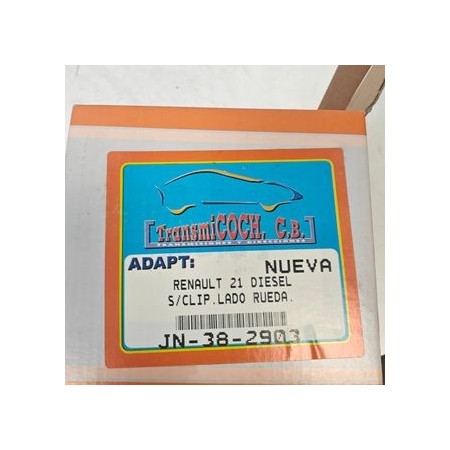 TransmiCOCH, C.B.
TRANSMISIONES Y DIRECCIONES
ADAPT: NUEVA
RENAULT 21 DIESEL
S/CLIP.LADO RUEDA.
JN-38-2903